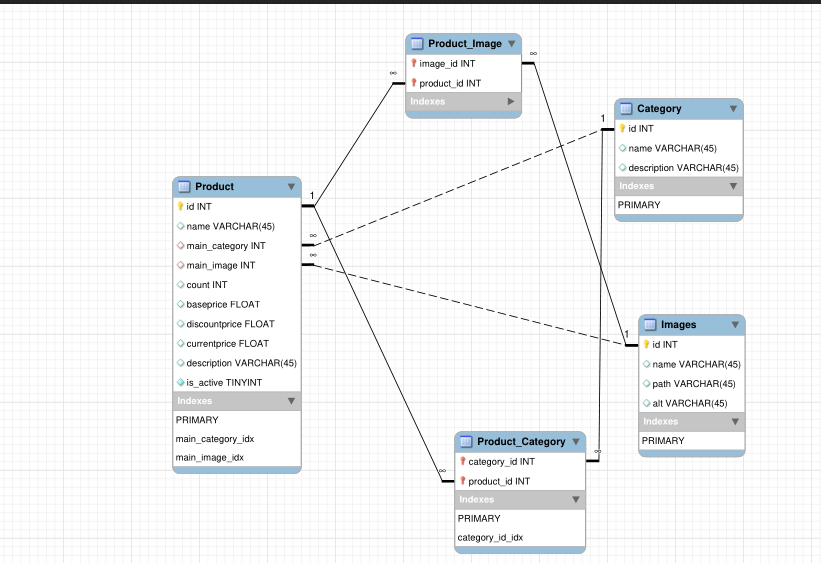 Product_Image
image_id INT
product_id INT
Indexes
∞
∞
Category
id INT
name VARCHAR(45)
description VARCHAR(45)
Indexes
PRIMARY
1
Product
id INT
name VARCHAR(45)
main_category INT
main_image INT
count INT
baseprice FLOAT
discountprice FLOAT
currentprice FLOAT
description VARCHAR(45)
is_active TINYINT
Indexes
PRIMARY
main_category_idx
main_image_idx
1
∞
∞
Images
id INT
name VARCHAR(45)
path VARCHAR(45)
alt VARCHAR(45)
Indexes
PRIMARY
1
Product_Category
category_id INT
product_id INT
Indexes
PRIMARY
category_id_idx
∞
∞